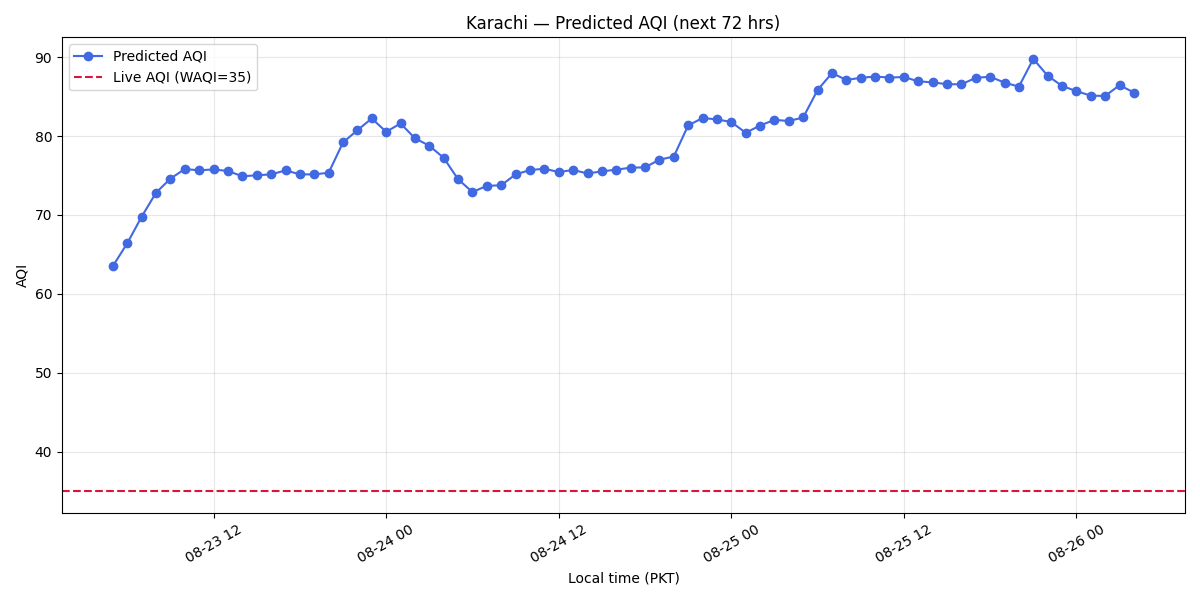 Karachi — Predicted AQI (next 72 hrs)
Predicted AQI
Live AQI (WAQI=35)
AQI
90
80
70
60
50
40
08-23 12
08-24 00
08-24 12
08-25 00
08-25 12
08-26 00
Local time (PKT)